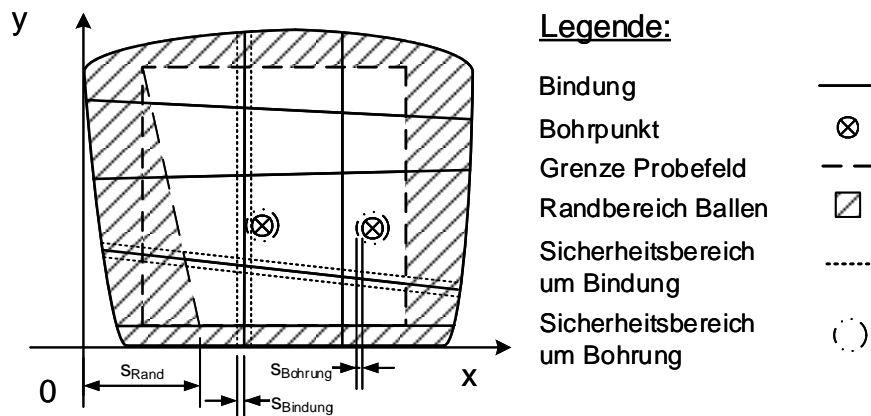 y
0
x
sRand
sBindung
sBohrung
Legende:
Bindung
Bohrpunkt
Grenze Probefeld
Randbereich Ballen
Sicherheitsbereich
um Bindung
Sicherheitsbereich
um Bohrung